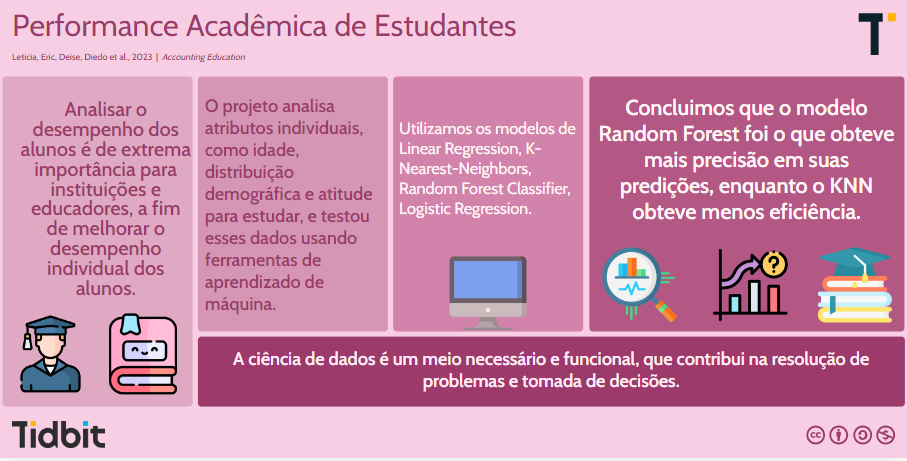 Performance Acadêmica de Estudantes
Leticia, Eric, Deise, Diedo et al., 2023 | Accounting Education
Analisar o
desempenho dos
alunos é de extrema
importância para
instituições e
educadores, a fim
de melhorar o
desempenho
individual dos
alunos.
O projeto analisa
atributos individuais,
como idade,
distribuição
demográfica e atitude
para estudar, e testou
esses dados usando
ferramentas de
aprendizado de
máquina.
Utilizamos os modelos de
Linear Regression, K-
Nearest-Neighbors,
Random Forest Classifier,
Logistic Regression.
Concluimos que o modelo
Random Forest foi o que obteve
mais precisão em suas
predições, enquanto o KNN
obteve menos eficiência.
?
A ciência de dados é um meio necessário e funcional, que contribui na resolução de
problemas e tomada de decisões.
Tidbit
cc